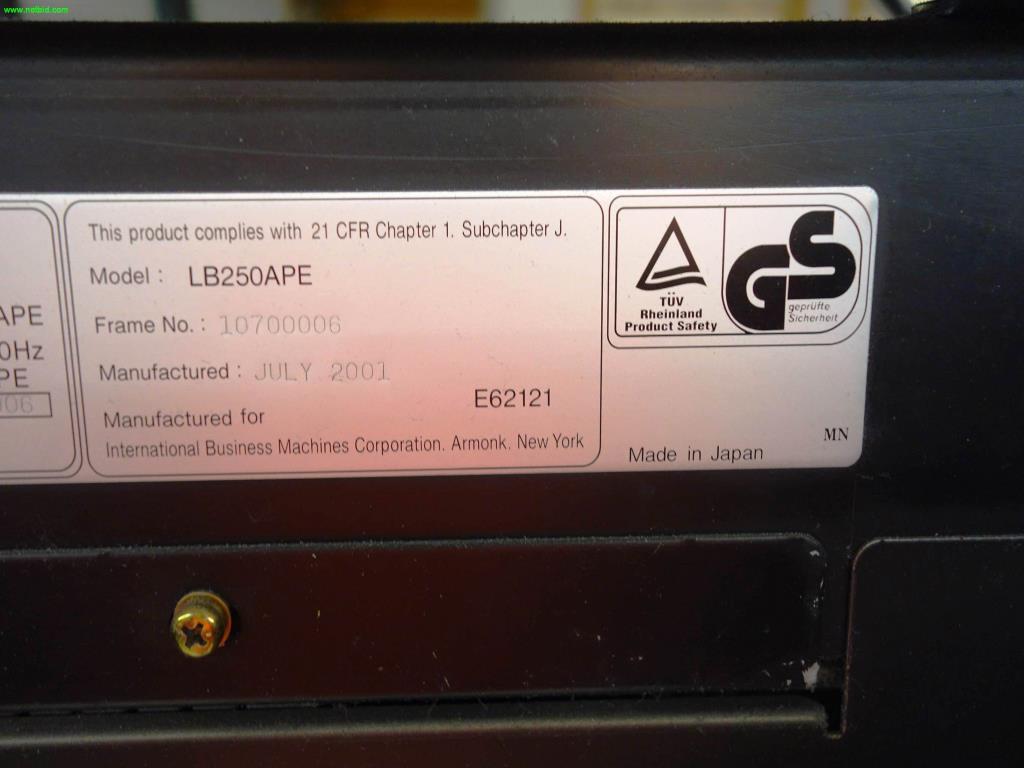 www.netbid.com
APE
0Hz
PE
006
This product complies with 21 CFR Chapter 1. Subchapter J.
Model : LB250APE
Frame No. : 10700006
Manufactured : JULY 2001
E62121
Manufactured for
International Business Machines Corporation. Armonk. New York
TÜV
Rheinland
Product Safety
GS
geprüfte
Sicherheit
MN
Made in Japan